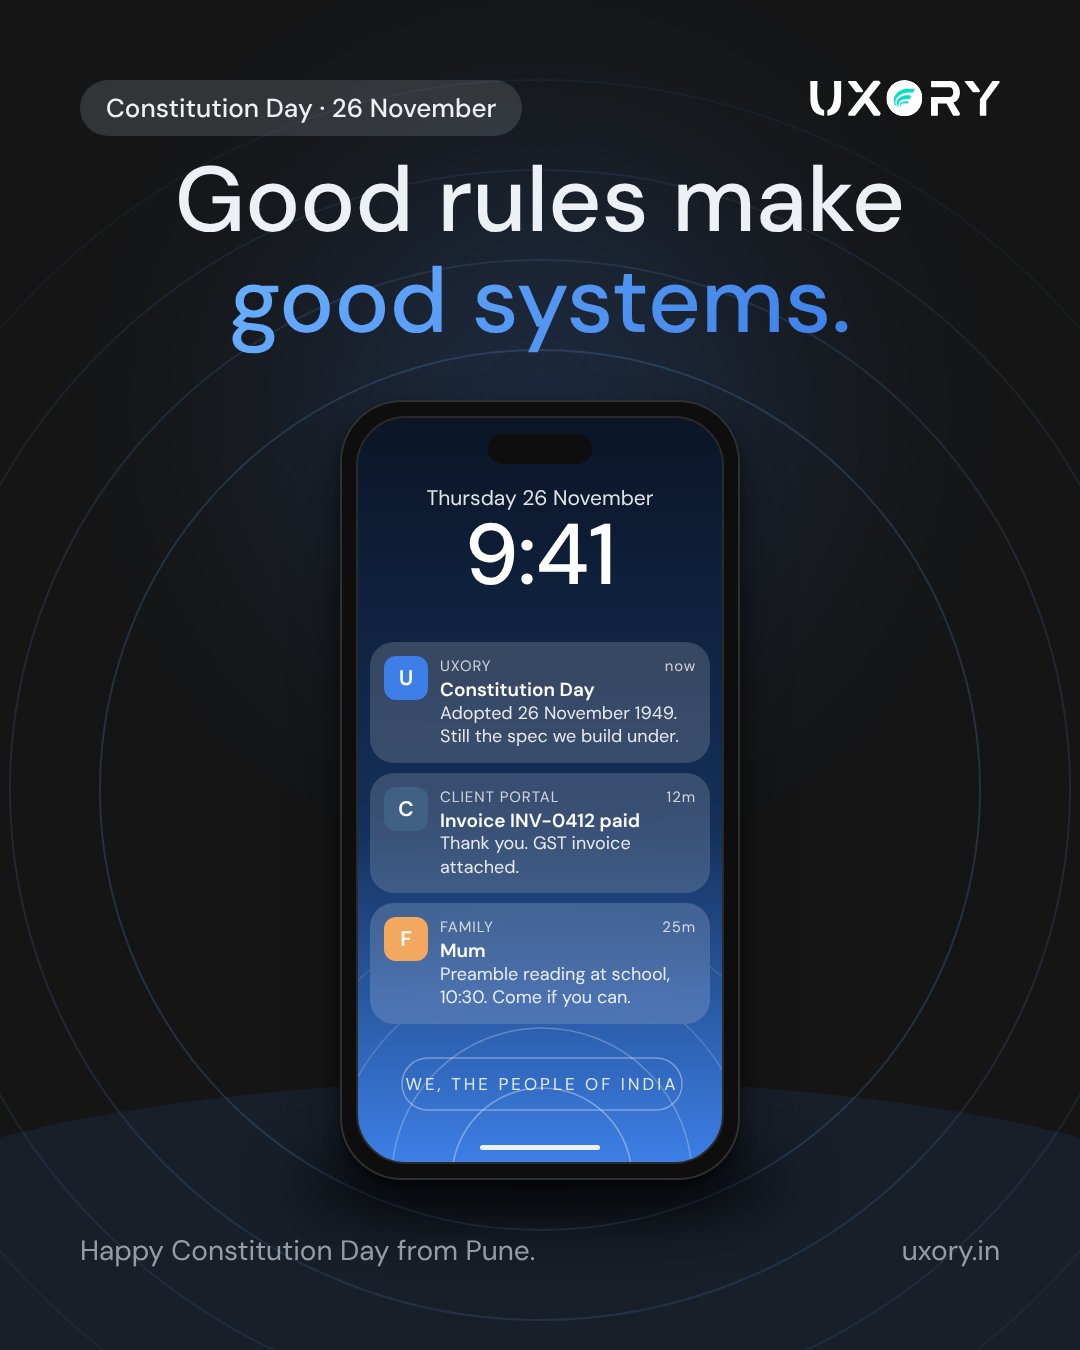 Constitution Day · 26 November
UXORY
Good rules make
good systems.
Thursday 26 November
9:41
U
UXORY
now
Constitution Day
Adopted 26 November 1949.
Still the spec we build under.
C
CLIENT PORTAL
12m
Invoice INV-0412 paid
Thank you. GST invoice
attached.
F
FAMILY
25m
Mum
Preamble reading at school,
10:30. Come if you can.
WE, THE PEOPLE OF INDIA
Happy Constitution Day from Pune.
uxory.in